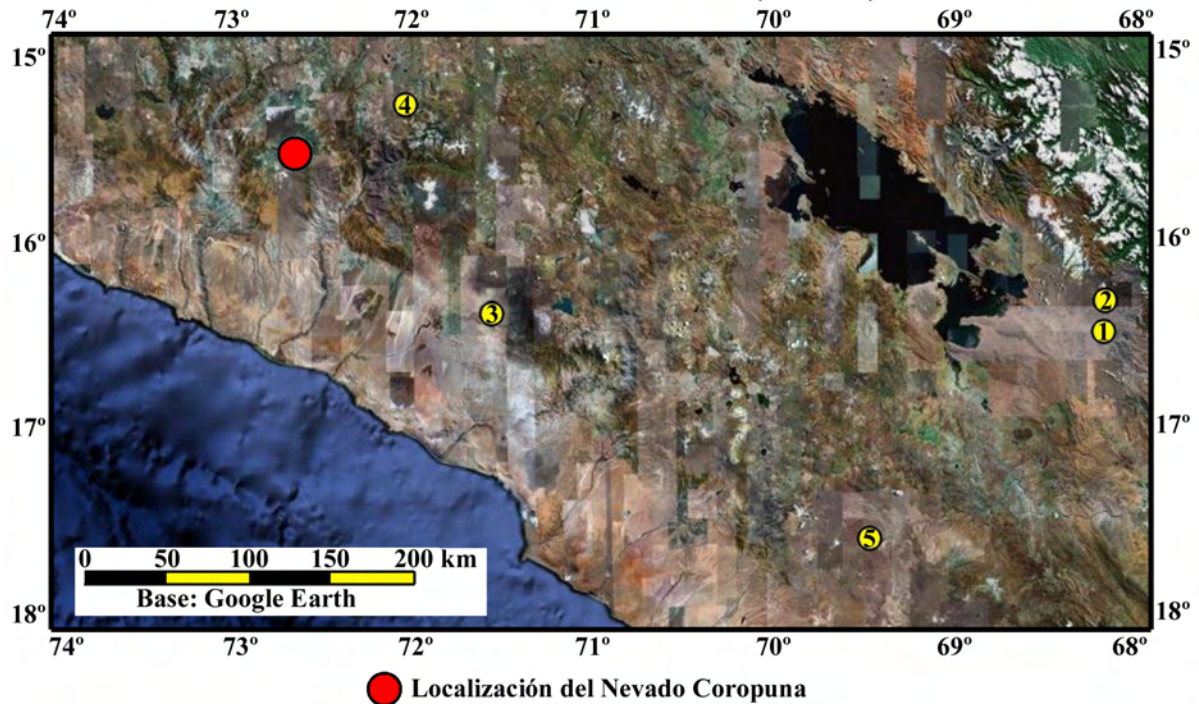 74º 73º 72º 71º 70º 69º 68º
15º 15º
4
16º 16º
2
3
1
17º 17º
5
0 50 100 150 200 km
Base: Google Earth
18º 18º
74º 73º 72º 71º 70º 69º 68º
Localización del Nevado Coropuna